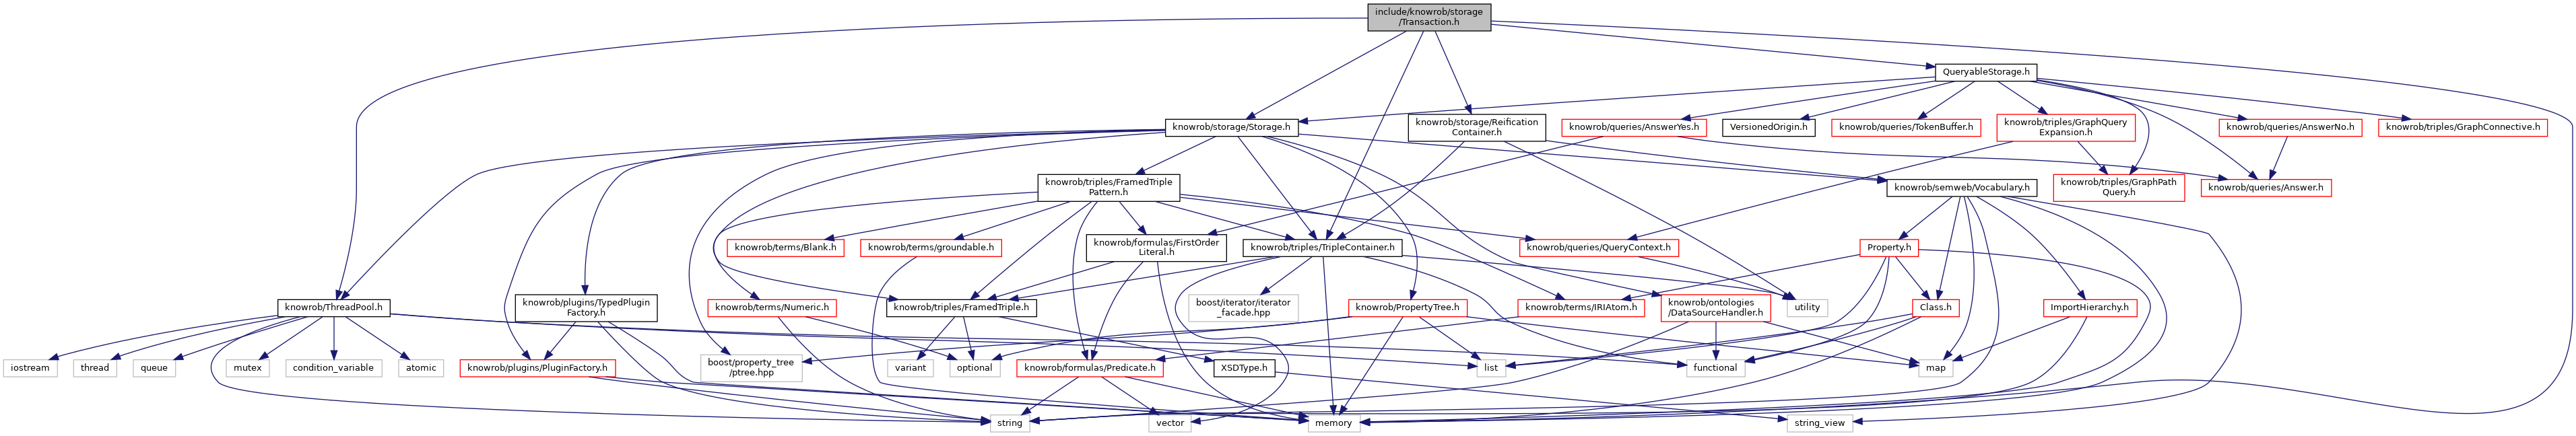 include/knowrob/storage
/Transaction.h
QueryableStorage.h
knowrob/storage/Storage.h
knowrob/storage/Reification
Container.h
knowrob/queries/AnswerYes.h
VersionedOrigin.h
knowrob/queries/TokenBuffer.h
knowrob/triples/GraphQuery
Expansion.h
knowrob/queries/AnswerNo.h
knowrob/triples/GraphConnective.h
knowrob/triples/FramedTriple
Pattern.h
knowrob/semweb/Vocabulary.h
knowrob/triples/GraphPath
Query.h
knowrob/queries/Answer.h
knowrob/terms/Blank.h
knowrob/terms/groundable.h
knowrob/formulas/FirstOrder
Literal.h
knowrob/triples/TripleContainer.h
knowrob/queries/QueryContext.h
Property.h
knowrob/ThreadPool.h
knowrob/plugins/TypedPlugin
Factory.h
knowrob/terms/Numeric.h
knowrob/triples/FramedTriple.h
boost/iterator/iterator
_facade.hpp
knowrob/PropertyTree.h
knowrob/terms/IRIAtom.h
knowrob/ontologies
/DataSourceHandler.h
utility
Class.h
ImportHierarchy.h
iostream
thread
queue
mutex
condition_variable
atomic
knowrob/plugins/PluginFactory.h
boost/property_tree
/ptree.hpp
variant
optional
knowrob/formulas/Predicate.h
XSDType.h
list
functional
map
string
vector
memory
string_view